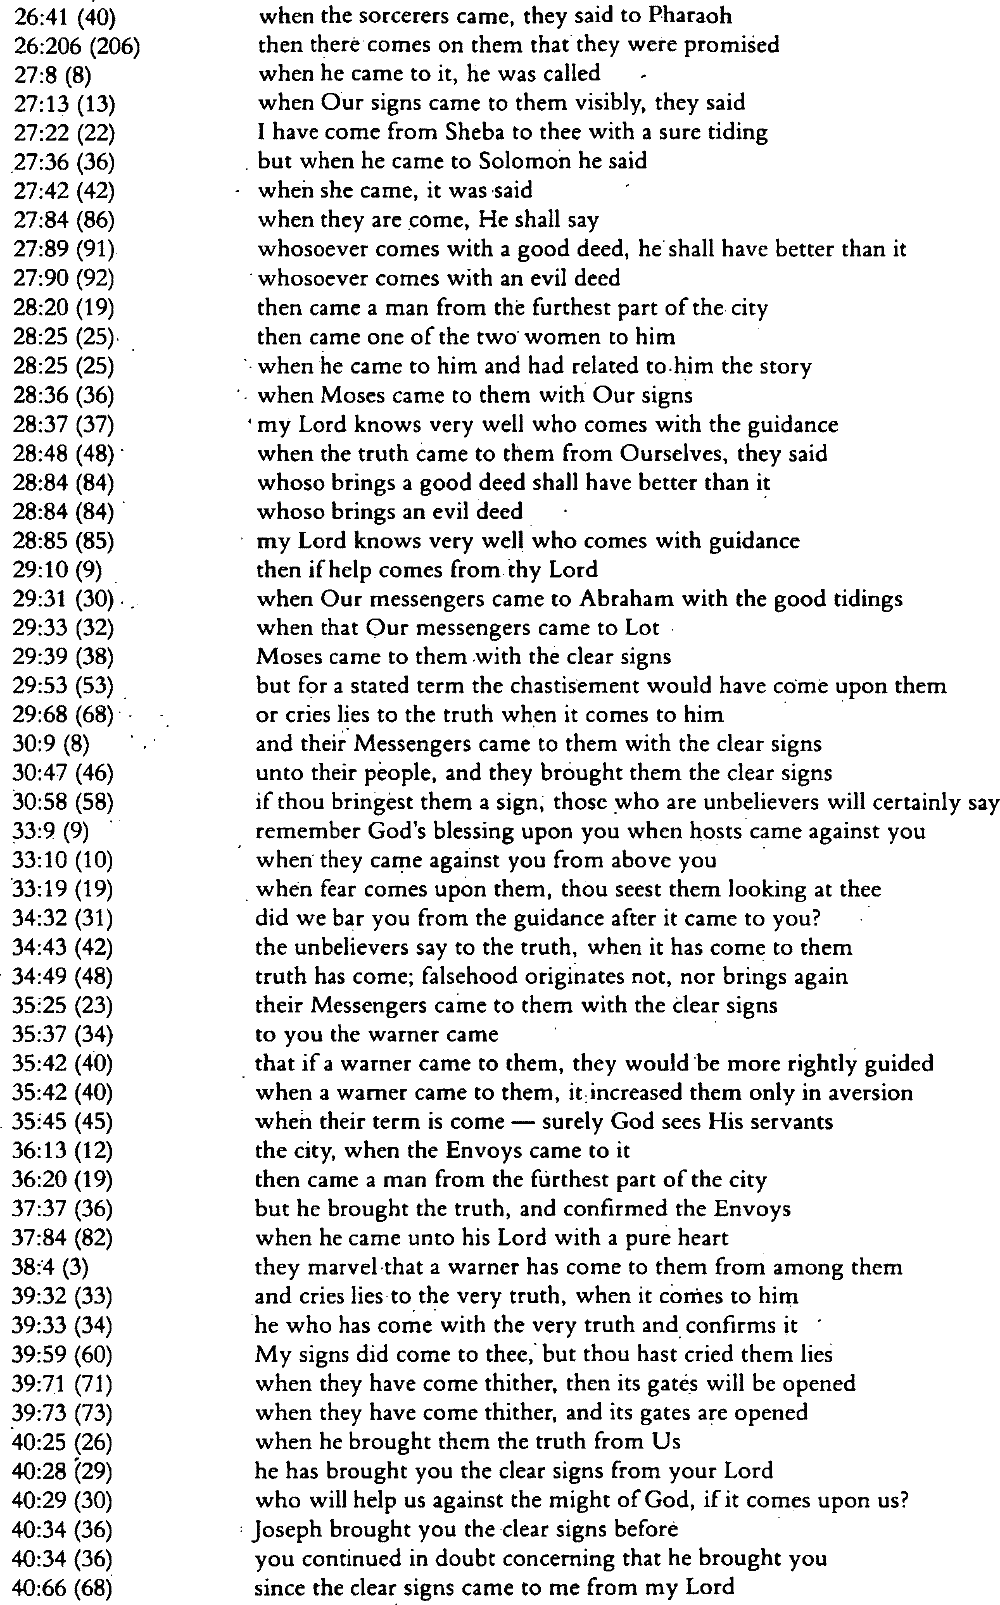 26:41 (40) when the sorcerers came, they said to Pharaoh
26:206 (206) then there comes on them that they were promised
27:8 (8) when he came to it, he was called
27:13 (13) when Our signs came to them visibly, they said
27:22 (22) I have come from Sheba to thee with a sure tiding
27:36 (36) but when he came to Solomon he said
27:42 (42) when she came, it was said
27:84 (86) when they are come, He shall say
27:89 (91) whosoever comes with a good deed, he shall have better than it
27:90 (92) whosoever comes with an evil deed
28:20 (19) then came a man from the furthest part of the city
28:25 (25) then came one of the two women to him
28:25 (25) when he came to him and had related to him the story
28:36 (36) when Moses came to them with Our signs
28:37 (37) my Lord knows very well who comes with the guidance
28:48 (48) when the truth came to them from Ourselves, they said
28:84 (84) whoso brings a good deed shall have better than it
28:84 (84) whoso brings an evil deed
28:85 (85) my Lord knows very well who comes with guidance
29:10 (9) then if help comes from thy Lord
29:31 (30) when Our messengers came to Abraham with the good tidings
29:33 (32) when that Our messengers came to Lot
29:39 (38) Moses came to them with the clear signs
29:53 (53) but for a stated term the chastisement would have come upon them
29:68 (68) or cries lies to the truth when it comes to him
30:9 (8) and their Messengers came to them with the clear signs
30:47 (46) unto their people, and they brought them the clear signs
30:58 (58) if thou bringest them a sign, those who are unbelievers will certainly say
33:9 (9) remember God's blessing upon you when hosts came against you
33:10 (10) when they came against you from above you
33:19 (19) when fear comes upon them, thou seest them looking at thee
34:32 (31) did we bar you from the guidance after it came to you?
34:43 (42) the unbelievers say to the truth, when it has come to them
34:49 (48) truth has come; falsehood originates not, nor brings again
35:25 (23) their Messengers came to them with the clear signs
35:37 (34) to you the warner came
35:42 (40) that if a warner came to them, they would be more rightly guided
35:42 (40) when a warner came to them, it increased them only in aversion
35:45 (45) when their term is come — surely God sees His servants
36:13 (12) the city, when the Envoys came to it
36:20 (19) then came a man from the furthest part of the city
37:37 (36) but he brought the truth, and confirmed the Envoys
37:84 (82) when he came unto his Lord with a pure heart
38:4 (3) they marvel that a warner has come to them from among them
39:32 (33) and cries lies to the very truth, when it comes to him
39:33 (34) he who has come with the very truth and confirms it
39:59 (60) My signs did come to thee, but thou hast cried them lies
39:71 (71) when they have come thither, then its gates will be opened
39:73 (73) when they have come thither, and its gates are opened
40:25 (26) when he brought them the truth from Us
40:28 (29) he has brought you the clear signs from your Lord
40:29 (30) who will help us against the might of God, if it comes upon us?
40:34 (36) Joseph brought you the clear signs before
40:34 (36) you continued in doubt concerning that he brought you
40:66 (68) since the clear signs came to me from my Lord